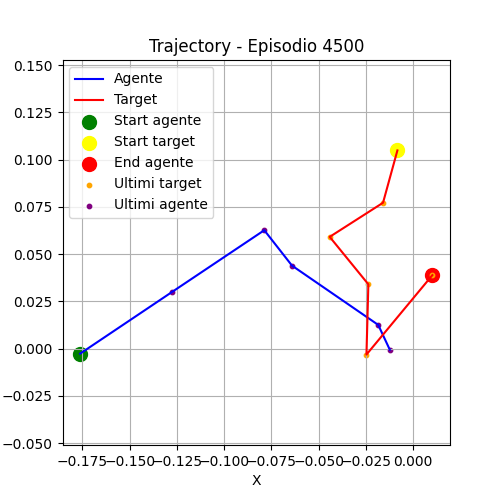 Trajectory - Episodio 4500
0.150
0.125
0.100
0.075
0.050
0.025
0.000
−0.025
−0.050
Agente
Target
Start agente
Start target
End agente
Ultimi target
Ultimi agente
−0.175 −0.150 −0.125 −0.100 −0.075 −0.050 −0.025 0.000
X